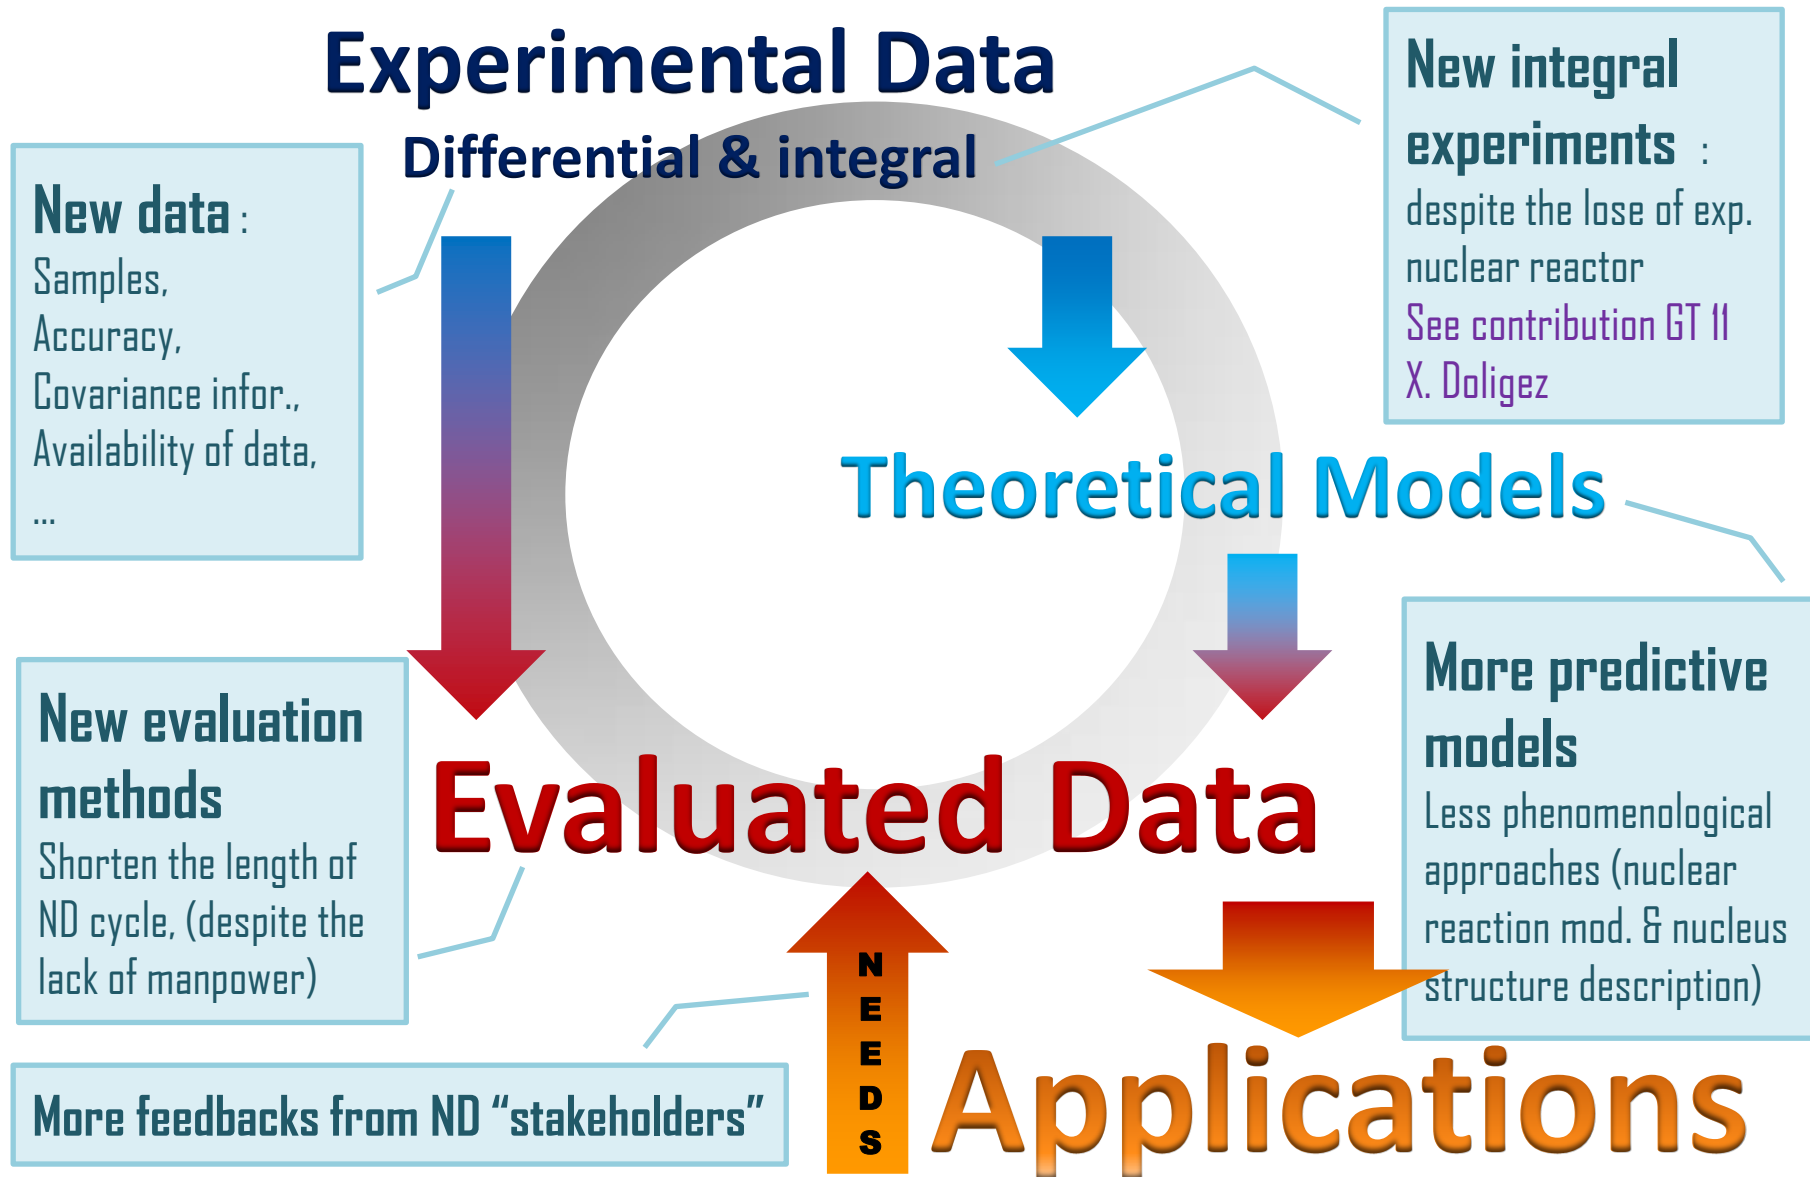 Experimental Data
Differential & integral
New data :
Samples,
Accuracy,
Covariance infor.,
Availability of data,
...
New integral
experiments :
despite the lose of exp.
nuclear reactor
See contribution GT 11
X. Doligez
Theoretical Models
More predictive
models
Less phenomenological
approaches (nuclear
reaction mod. & nucleus
structure description)
New evaluation
methods
Shorten the length of
ND cycle, (despite the
lack of manpower)
Evaluated Data
N
E
E
D
S
More feedbacks from ND “stakeholders”
Applications